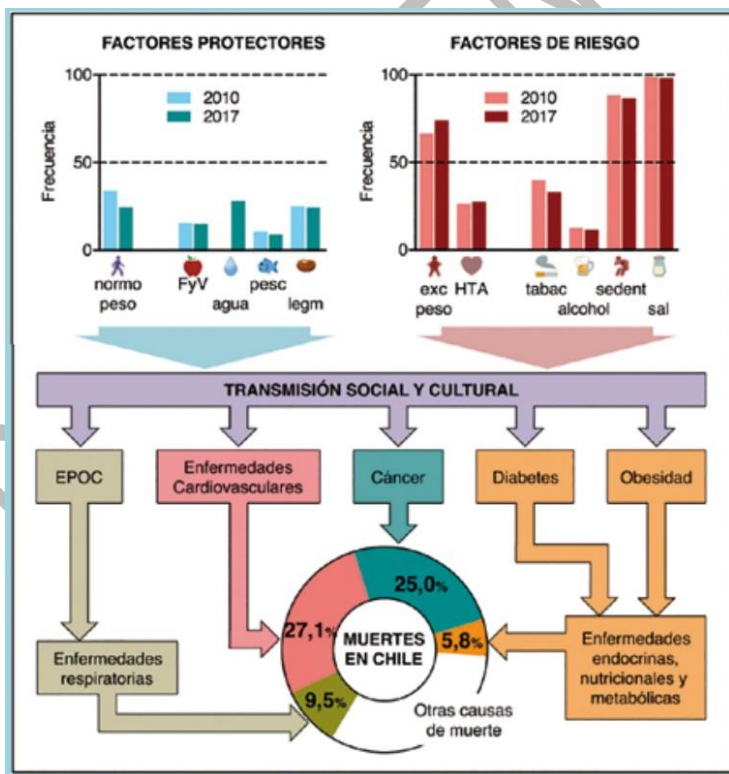 FACTORES PROTECTORES
100
50
0
Frecuencia
2010
2017
normo
peso
FyV
agua
pesc
legm
FACTORES DE RIESGO
100
50
0
Frecuencia
2010
2017
exc
peso
HTA
tabac
alcohol
sedent
sal
TRANSMISIÓN SOCIAL Y CULTURAL
EPOC
Enfermedades
Cardiovasculares
Cáncer
Diabetes
Obesidad
25,0%
27,1%
5,8%
9,5%
MUERTES
EN CHILE
Otras causas
de muerte
Enfermedades
respiratorias
Enfermedades
endocrinas,
nutricionales y
metabólicas